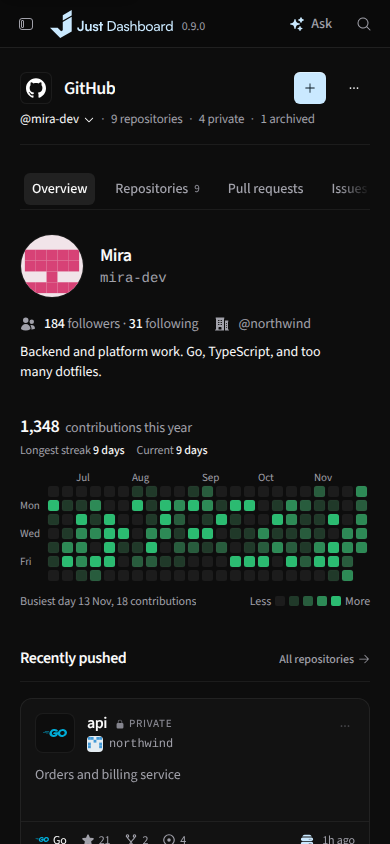 Just Dashboard 0.9.0 Ask
GitHub
@mira-dev · 9 repositories · 4 private · 1 archived
Overview Repositories 9 Pull requests Issues
Mira
mira-dev
184 followers · 31 following @northwind
Backend and platform work. Go, TypeScript, and too
many dotfiles.
1,348 contributions this year
Longest streak 9 days Current 9 days
Jul Aug Sep Oct Nov
Mon
Wed
Fri
Busiest day 13 Nov, 18 contributions Less More
Recently pushed All repositories →
GO api PRIVATE ...
northwind
Orders and billing service
GO Go 21 2 4 1h ago